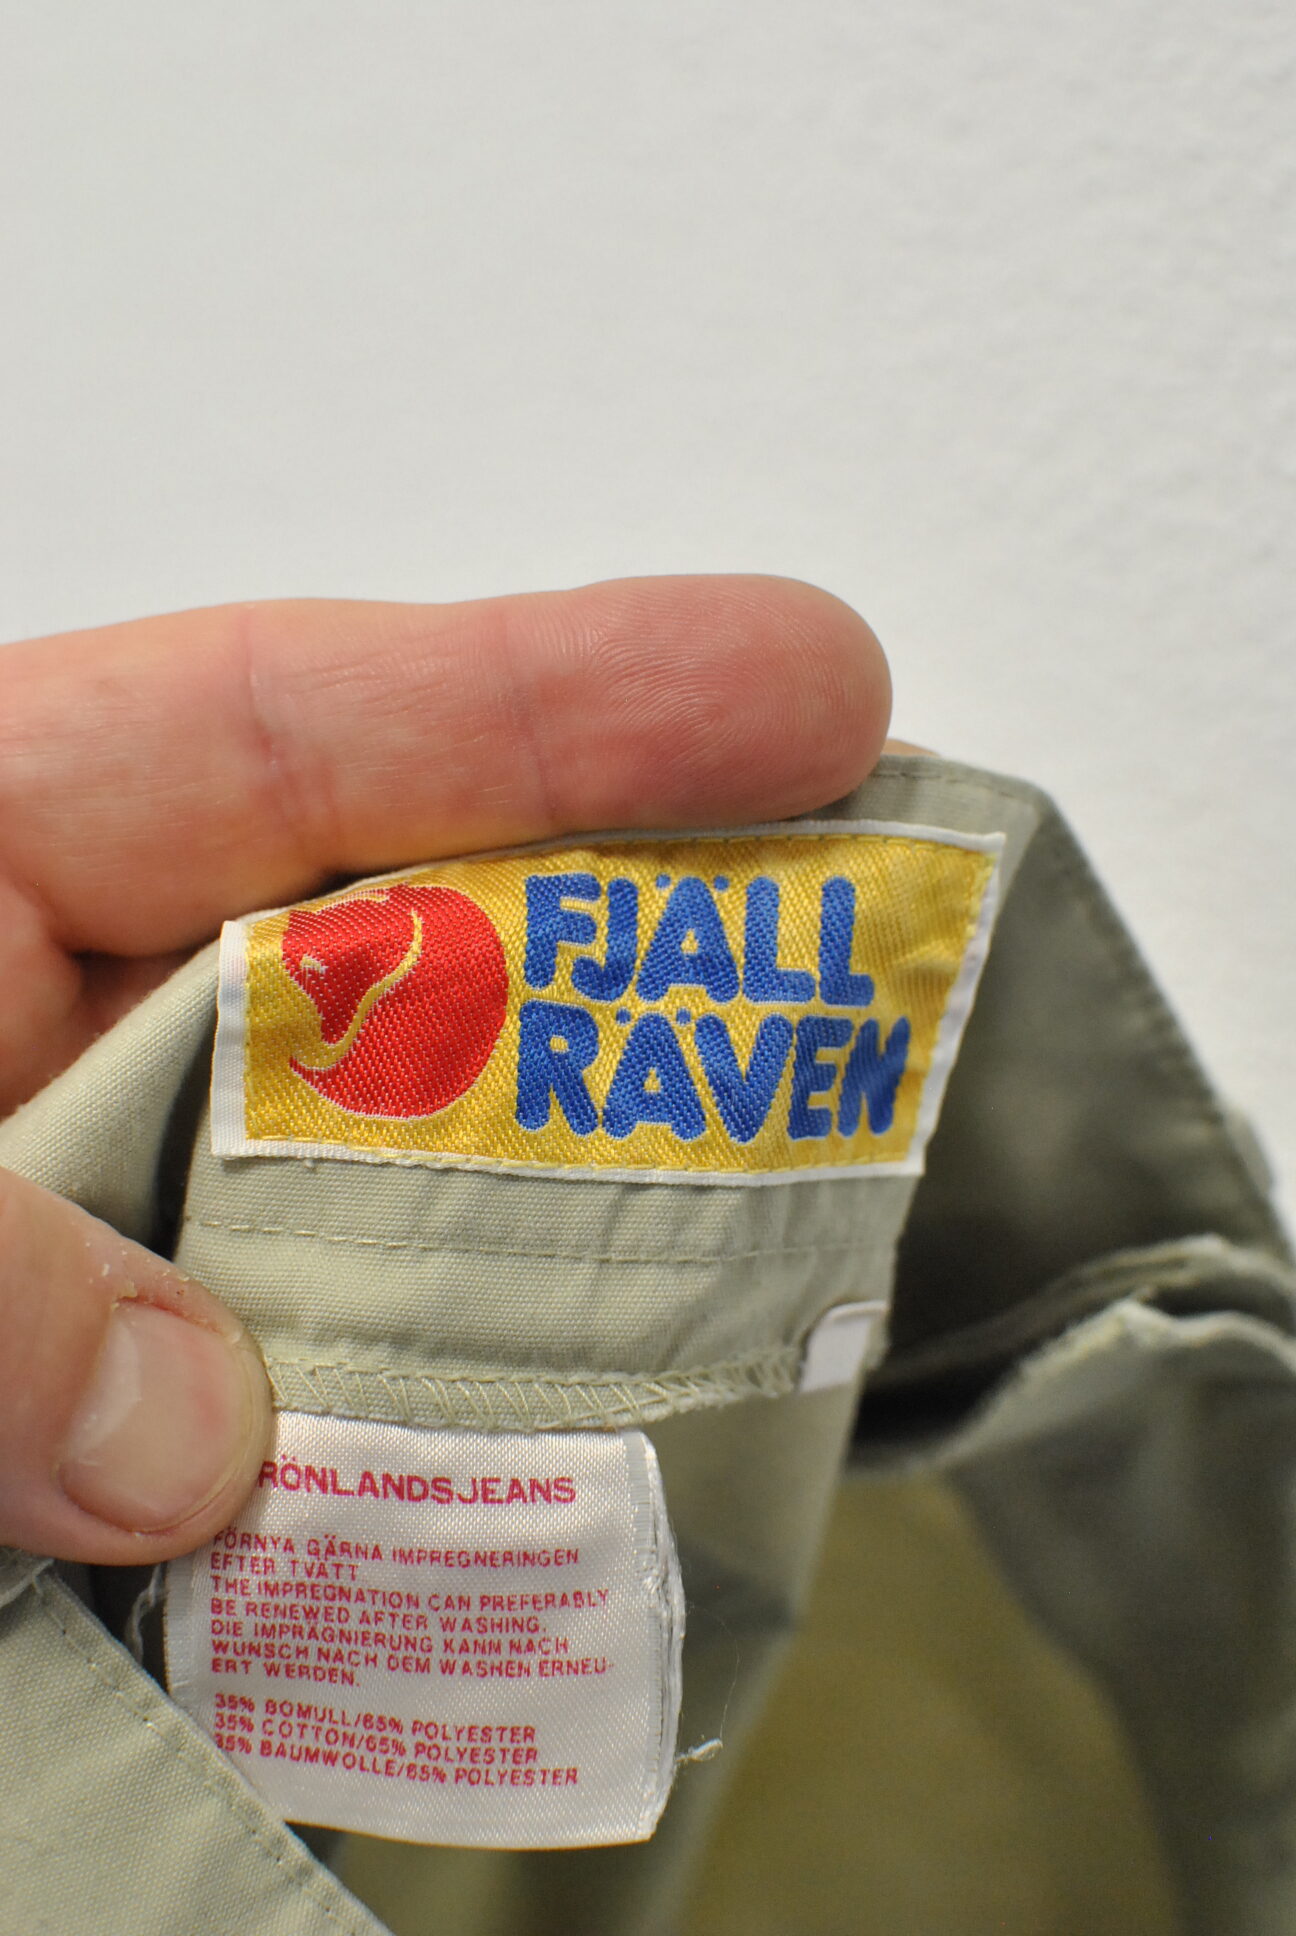 FJÄLL
RÄVEN
RÖNLANDSJEANS
FÖRNYA GÄRNA IMPREGNERINGEN
EFTER TVÄTT
THE IMPREGNATION CAN PREFERABLY
BE RENEWED AFTER WASHING.
DIE IMPRÄGNIERUNG KANN NACH
WUNSCH NACH DEM WASHEN ERNEU-
ERT WERDEN.
35% BOMULL/65% POLYESTER
35% COTTON/65% POLYESTER
35% BAUMWOLLE/65% POLYESTER